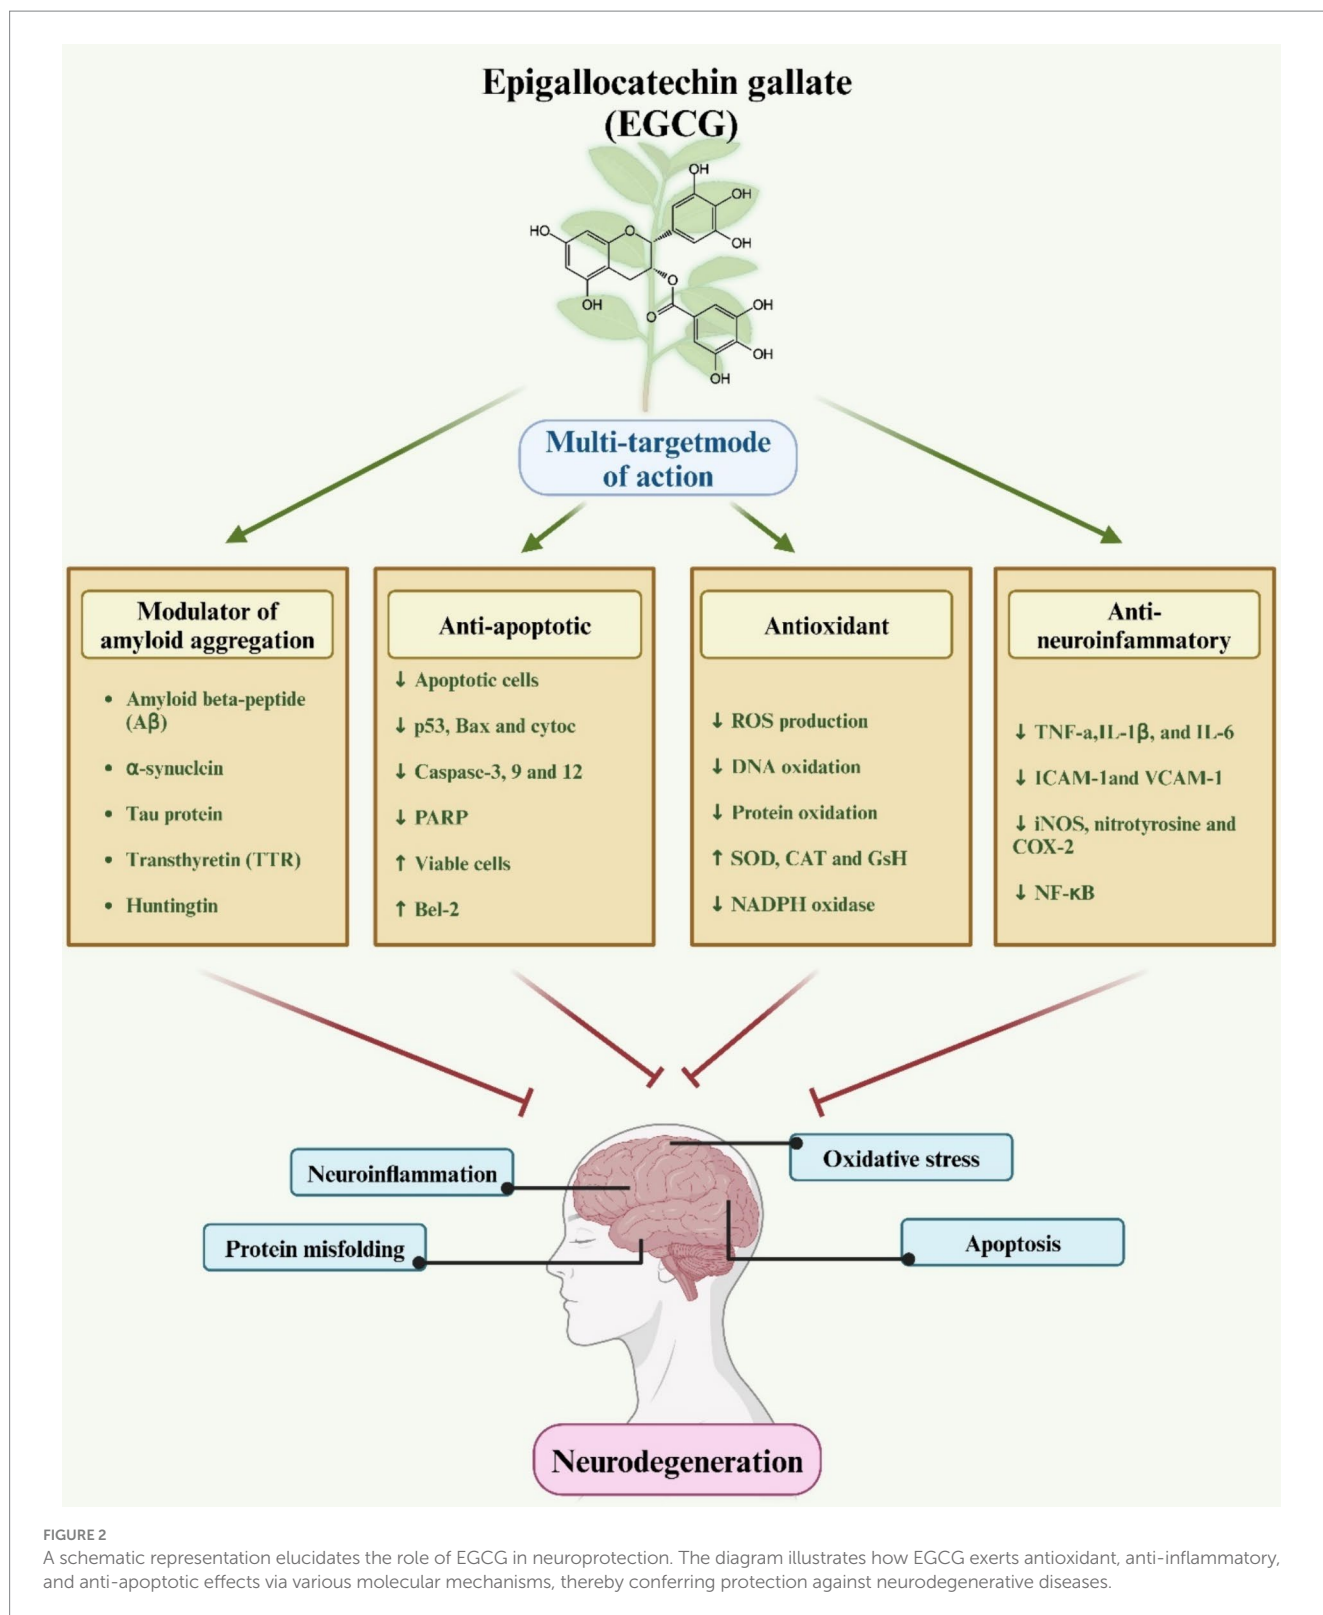 Epigallocatechin gallate
(EGCG)
OH
OH
OH
HO
O
O
OH
O
OH
OH
OH
Multi-targetmode
of action
Modulator of
amyloid aggregation
• Amyloid beta-peptide
(Aβ)
• α-synuclein
• Tau protein
• Transthyretin (TTR)
• Huntingtin
Anti-apoptotic
↓ Apoptotic cells
↓ p53, Bax and cytoc
↓ Caspase-3, 9 and 12
↓ PARP
↑ Viable cells
↑ Bel-2
Antioxidant
↓ ROS production
↓ DNA oxidation
↓ Protein oxidation
↑ SOD, CAT and GsH
↓ NADPH oxidase
Anti-
neuroinfammatory
↓ TNF-a,IL-1β, and IL-6
↓ ICAM-1and VCAM-1
↓ iNOS, nitrotyrosine and
COX-2
↓ NF-κB
Neuroinflammation
Oxidative stress
Protein misfolding
Apoptosis
Neurodegeneration
FIGURE 2
A schematic representation elucidates the role of EGCG in neuroprotection. The diagram illustrates how EGCG exerts antioxidant, anti-inflammatory,
and anti-apoptotic effects via various molecular mechanisms, thereby conferring protection against neurodegenerative diseases.